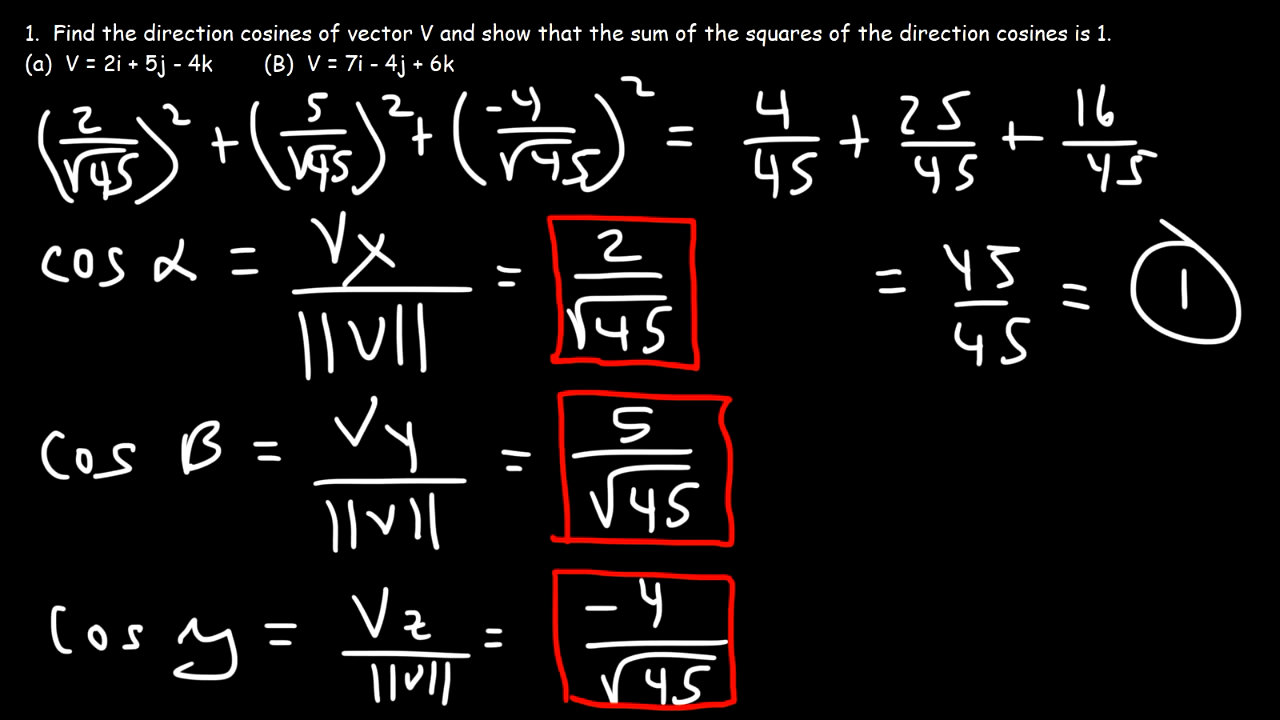 1. Find the direction cosines of vector V and show that the sum of the squares of the direction cosines is 1.
(a) V = 2i + 5j - 4k (B) V = 7i - 4j + 6k
(2/√45)² + (5/√45)² + (-4/√45)² = 4/45 + 25/45 + 16/45
= 45/45 = 1
cos α = Vx/||V|| = 2/√45
cos B = Vy/||V|| = 5/√45
cos y = Vz/||V|| = -4/√45